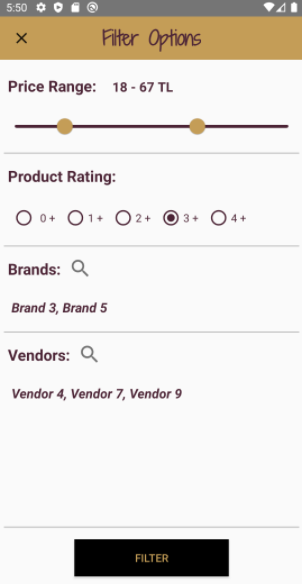 5:50
Filter Options
Price Range: 18 - 67 TL
Product Rating:
0 + 1 + 2 + 3 + 4 +
Brands:
Brand 3, Brand 5
Vendors:
Vendor 4, Vendor 7, Vendor 9
FILTER